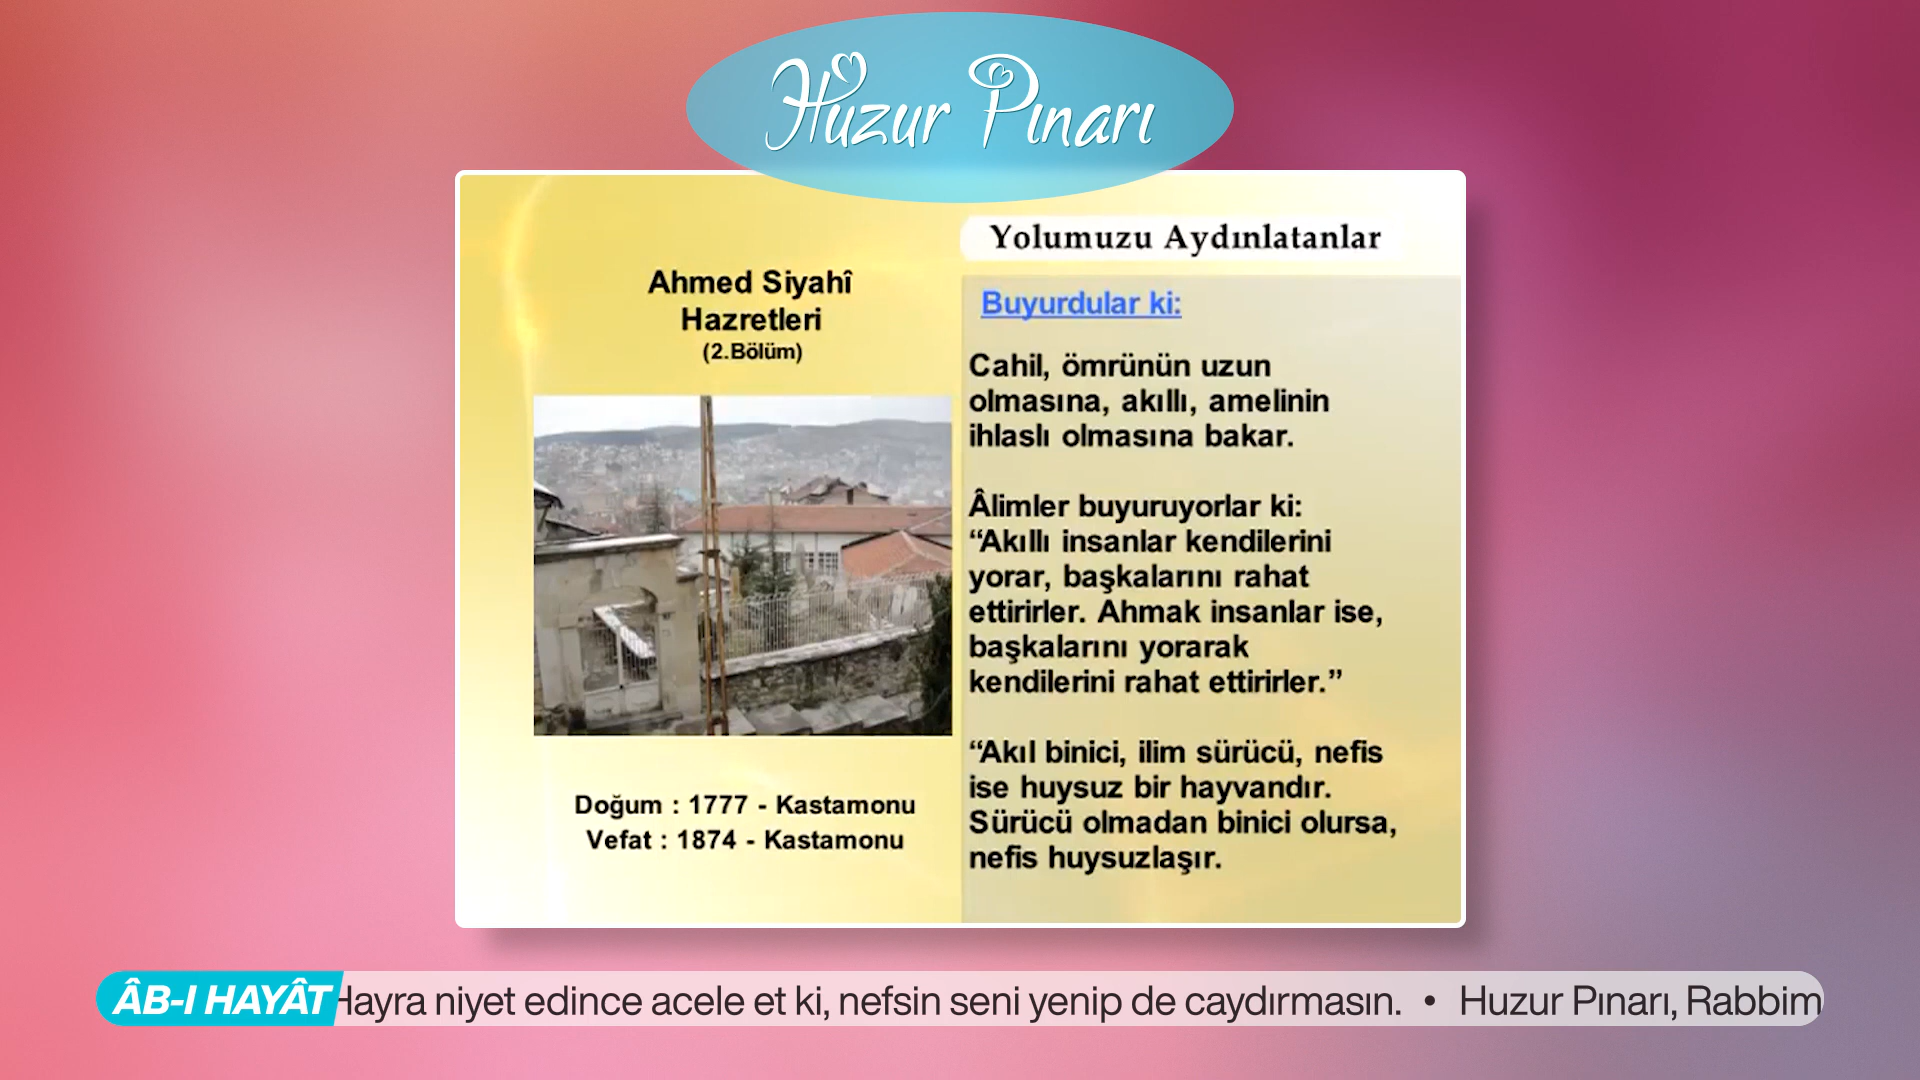 Huzur Pınarı
Yolumuzu Aydınlatanlar
Ahmed Siyahî
Hazretleri
(2.Bölüm)
Doğum : 1777 - Kastamonu
Vefat : 1874 - Kastamonu
Buyurdular ki:
Cahil, ömrünün uzun
olmasına, akıllı, amelinin
ihlaslı olmasına bakar.
Âlimler buyuruyorlar ki:
“Akıllı insanlar kendilerini
yorar, başkalarını rahat
ettirirler. Ahmak insanlar ise,
başkalarını yorarak
kendilerini rahat ettirirler.”
“Akıl binici, ilim sürücü, nefis
ise huysuz bir hayvandır.
Sürücü olmadan binici olursa,
nefis huysuzlaşır.
ÂB-I HAYÂT Hayra niyet edince acele et ki, nefsin seni yenip de caydırmasın. • Huzur Pınarı, Rabbim